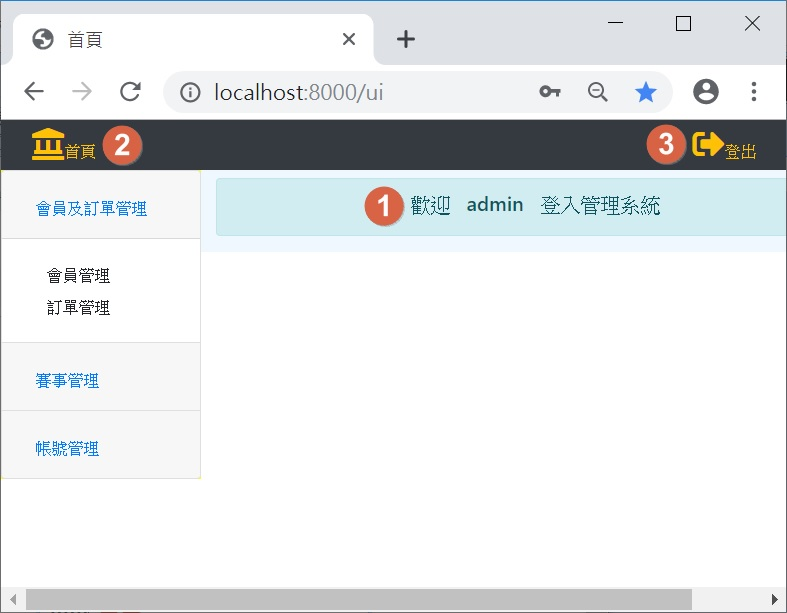 首頁
localhost:8000/ui
首頁 2
3 登出
1 歡迎 admin 登入管理系統
會員及訂單管理
會員管理
訂單管理
賽事管理
帳號管理